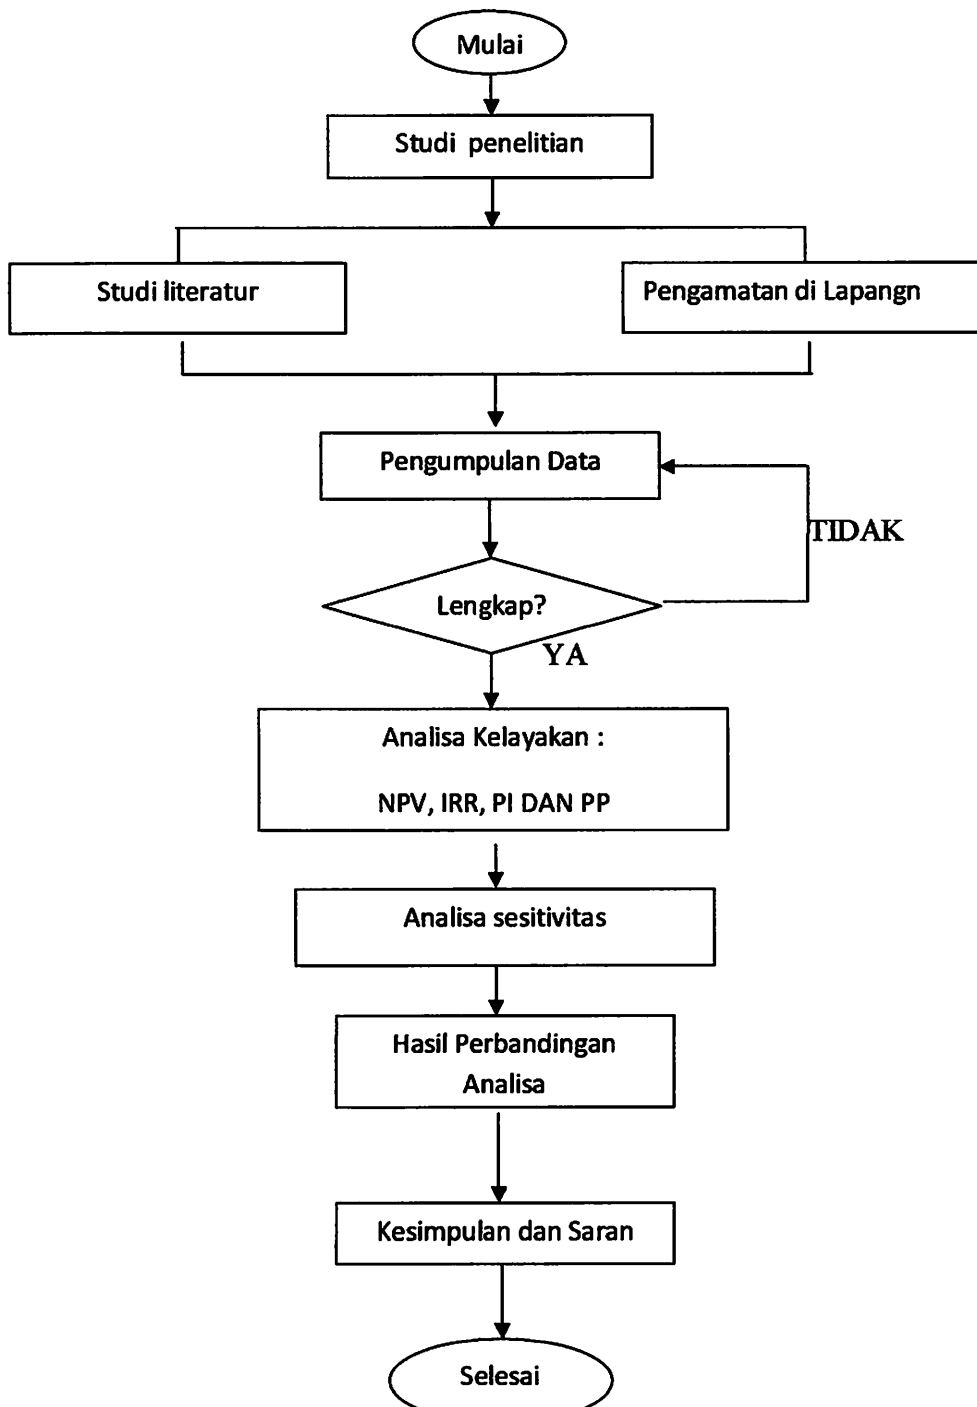 Mulai
Studi penelitian
Studi literatur
Pengamatan di Lapangn
Pengumpulan Data
TIDAK
Lengkap?
YA
Analisa Kelayakan :
NPV, IRR, PI DAN PP
Analisa sesitivitas
Hasil Perbandingan
Analisa
Kesimpulan dan Saran
Selesai